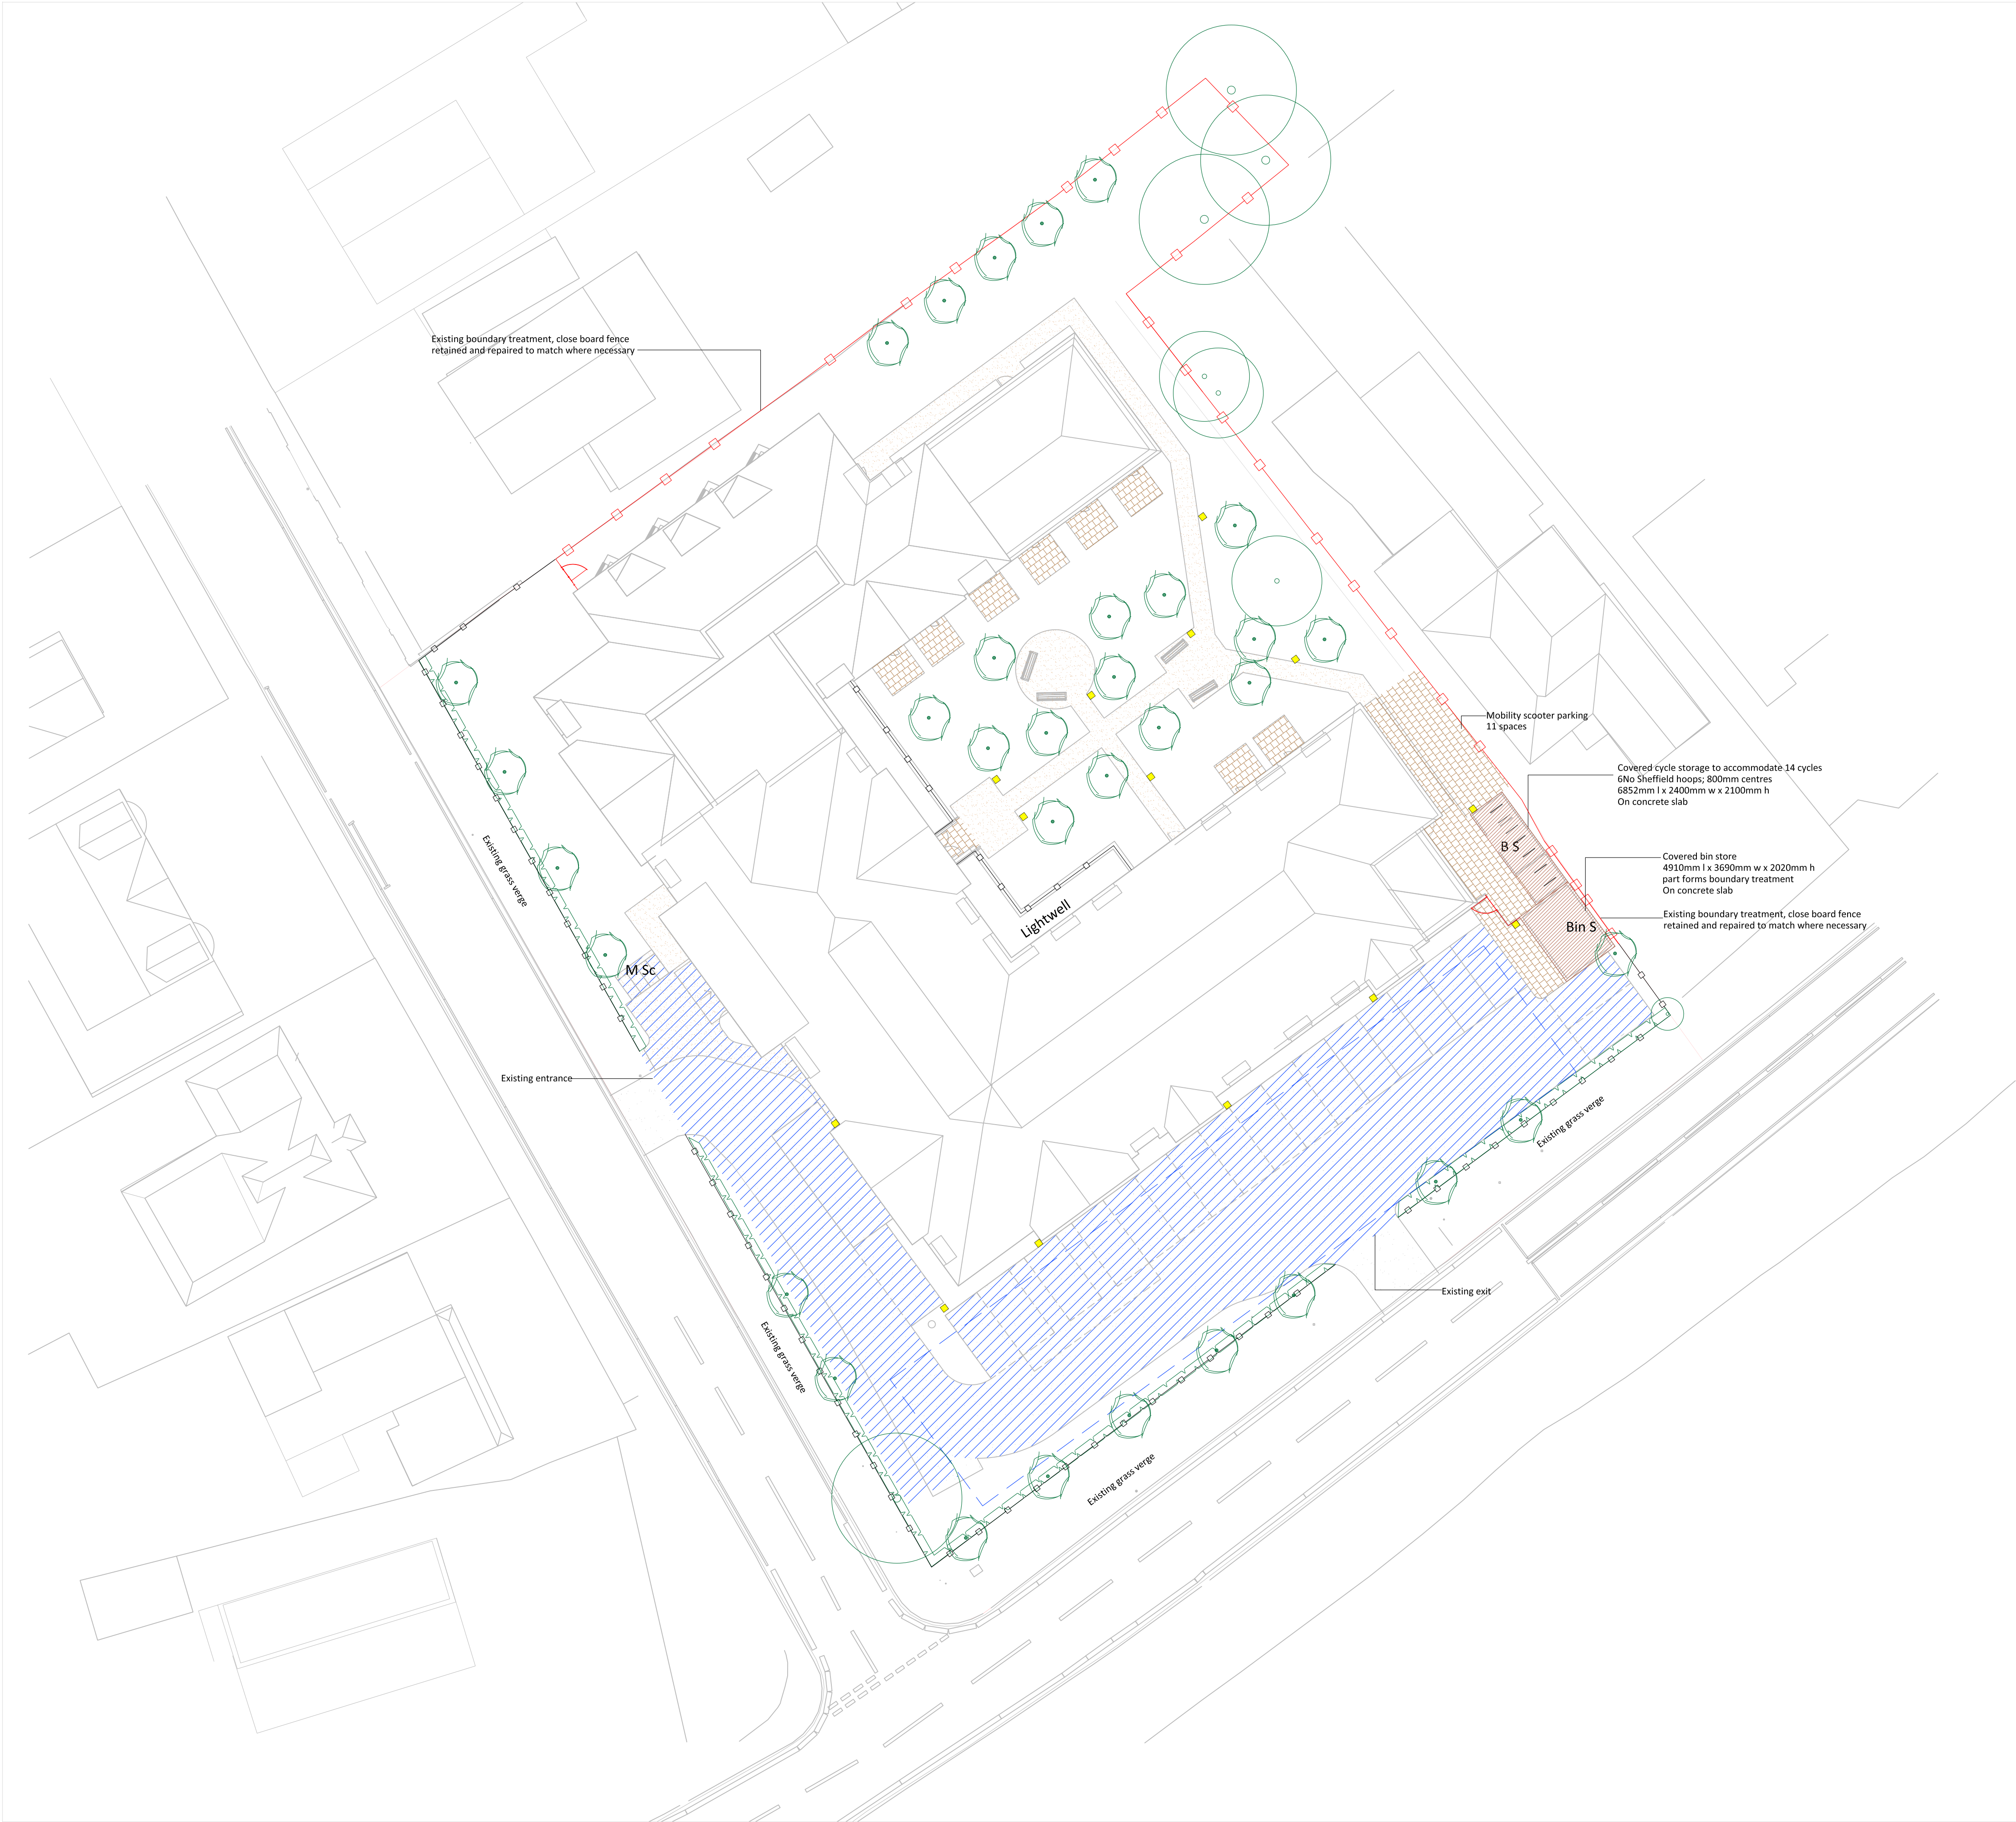 Existing boundary treatment, close board fence
retained and repaired to match where necessary
Mobility scooter parking
11 spaces
Covered cycle storage to accommodate 14 cycles
6No Sheffield hoops; 800mm centres
6852mm l x 2400mm w x 2100mm h
On concrete slab
B S
Covered bin store
4910mm l x 3690mm w x 2020mm h
part forms boundary treatment
On concrete slab
Existing grass verge
Existing boundary treatment, close board fence
retained and repaired to match where necessary
Lightwell
Bin S
M Sc
Existing entrance
Existing grass verge
Existing exit
Existing grass verge
Existing grass verge